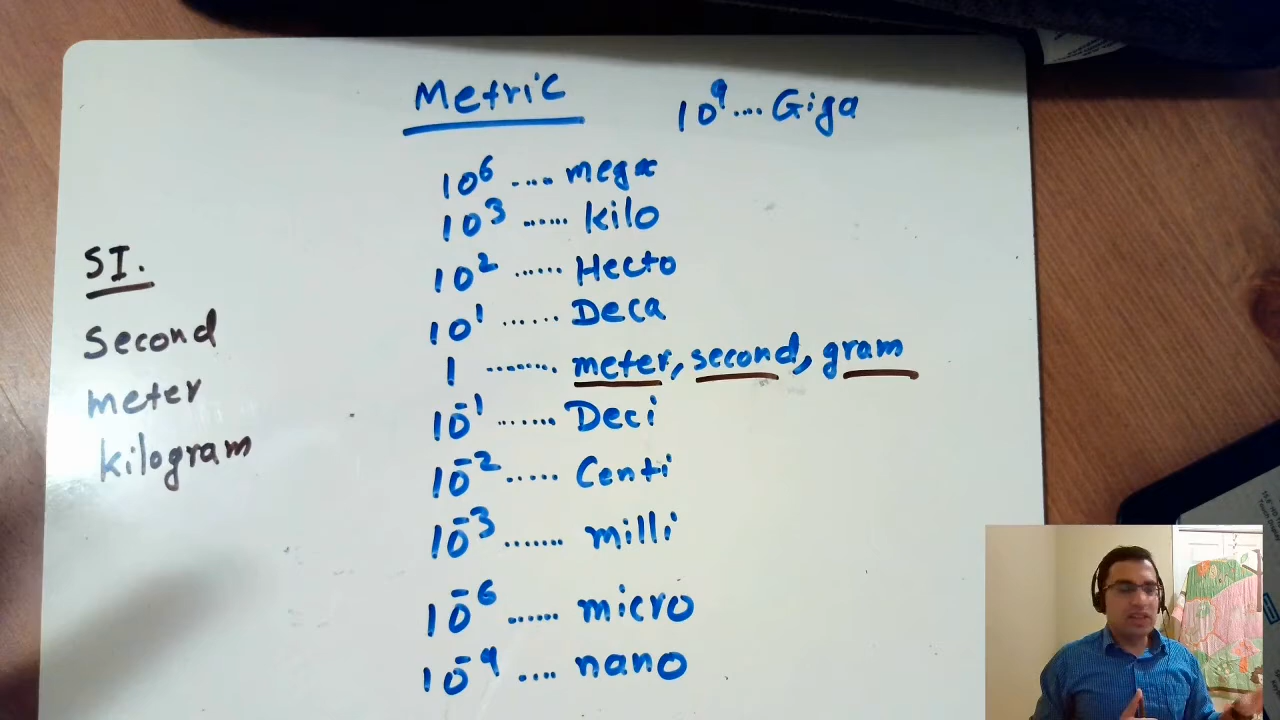 Metric
10⁹.... Giga
10⁶ .... mega
10³ ...... kilo
10² ...... Hecto
10¹ ...... Deca
1 ........ meter, second, gram
10⁻¹ ....... Deci
10⁻² ..... Centi
10⁻³ ....... milli
10⁻⁶ ...... micro
10⁻⁹ .... nano
SI.
Second
meter
kilogram